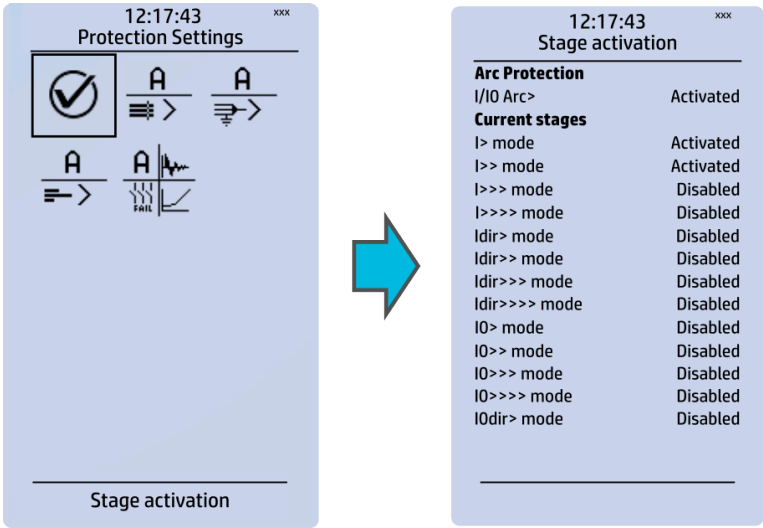 12:17:43 xxx
Protection Settings
A A
A A
FAIL
Stage activation
12:17:43 xxx
Stage activation
Arc Protection
I/I0 Arc> Activated
Current stages
I> mode Activated
I>> mode Activated
I>>> mode Disabled
I>>>> mode Disabled
Idir> mode Disabled
Idir>> mode Disabled
Idir>>> mode Disabled
Idir>>>> mode Disabled
I0> mode Disabled
I0>> mode Disabled
I0>>> mode Disabled
I0>>>> mode Disabled
I0dir> mode Disabled